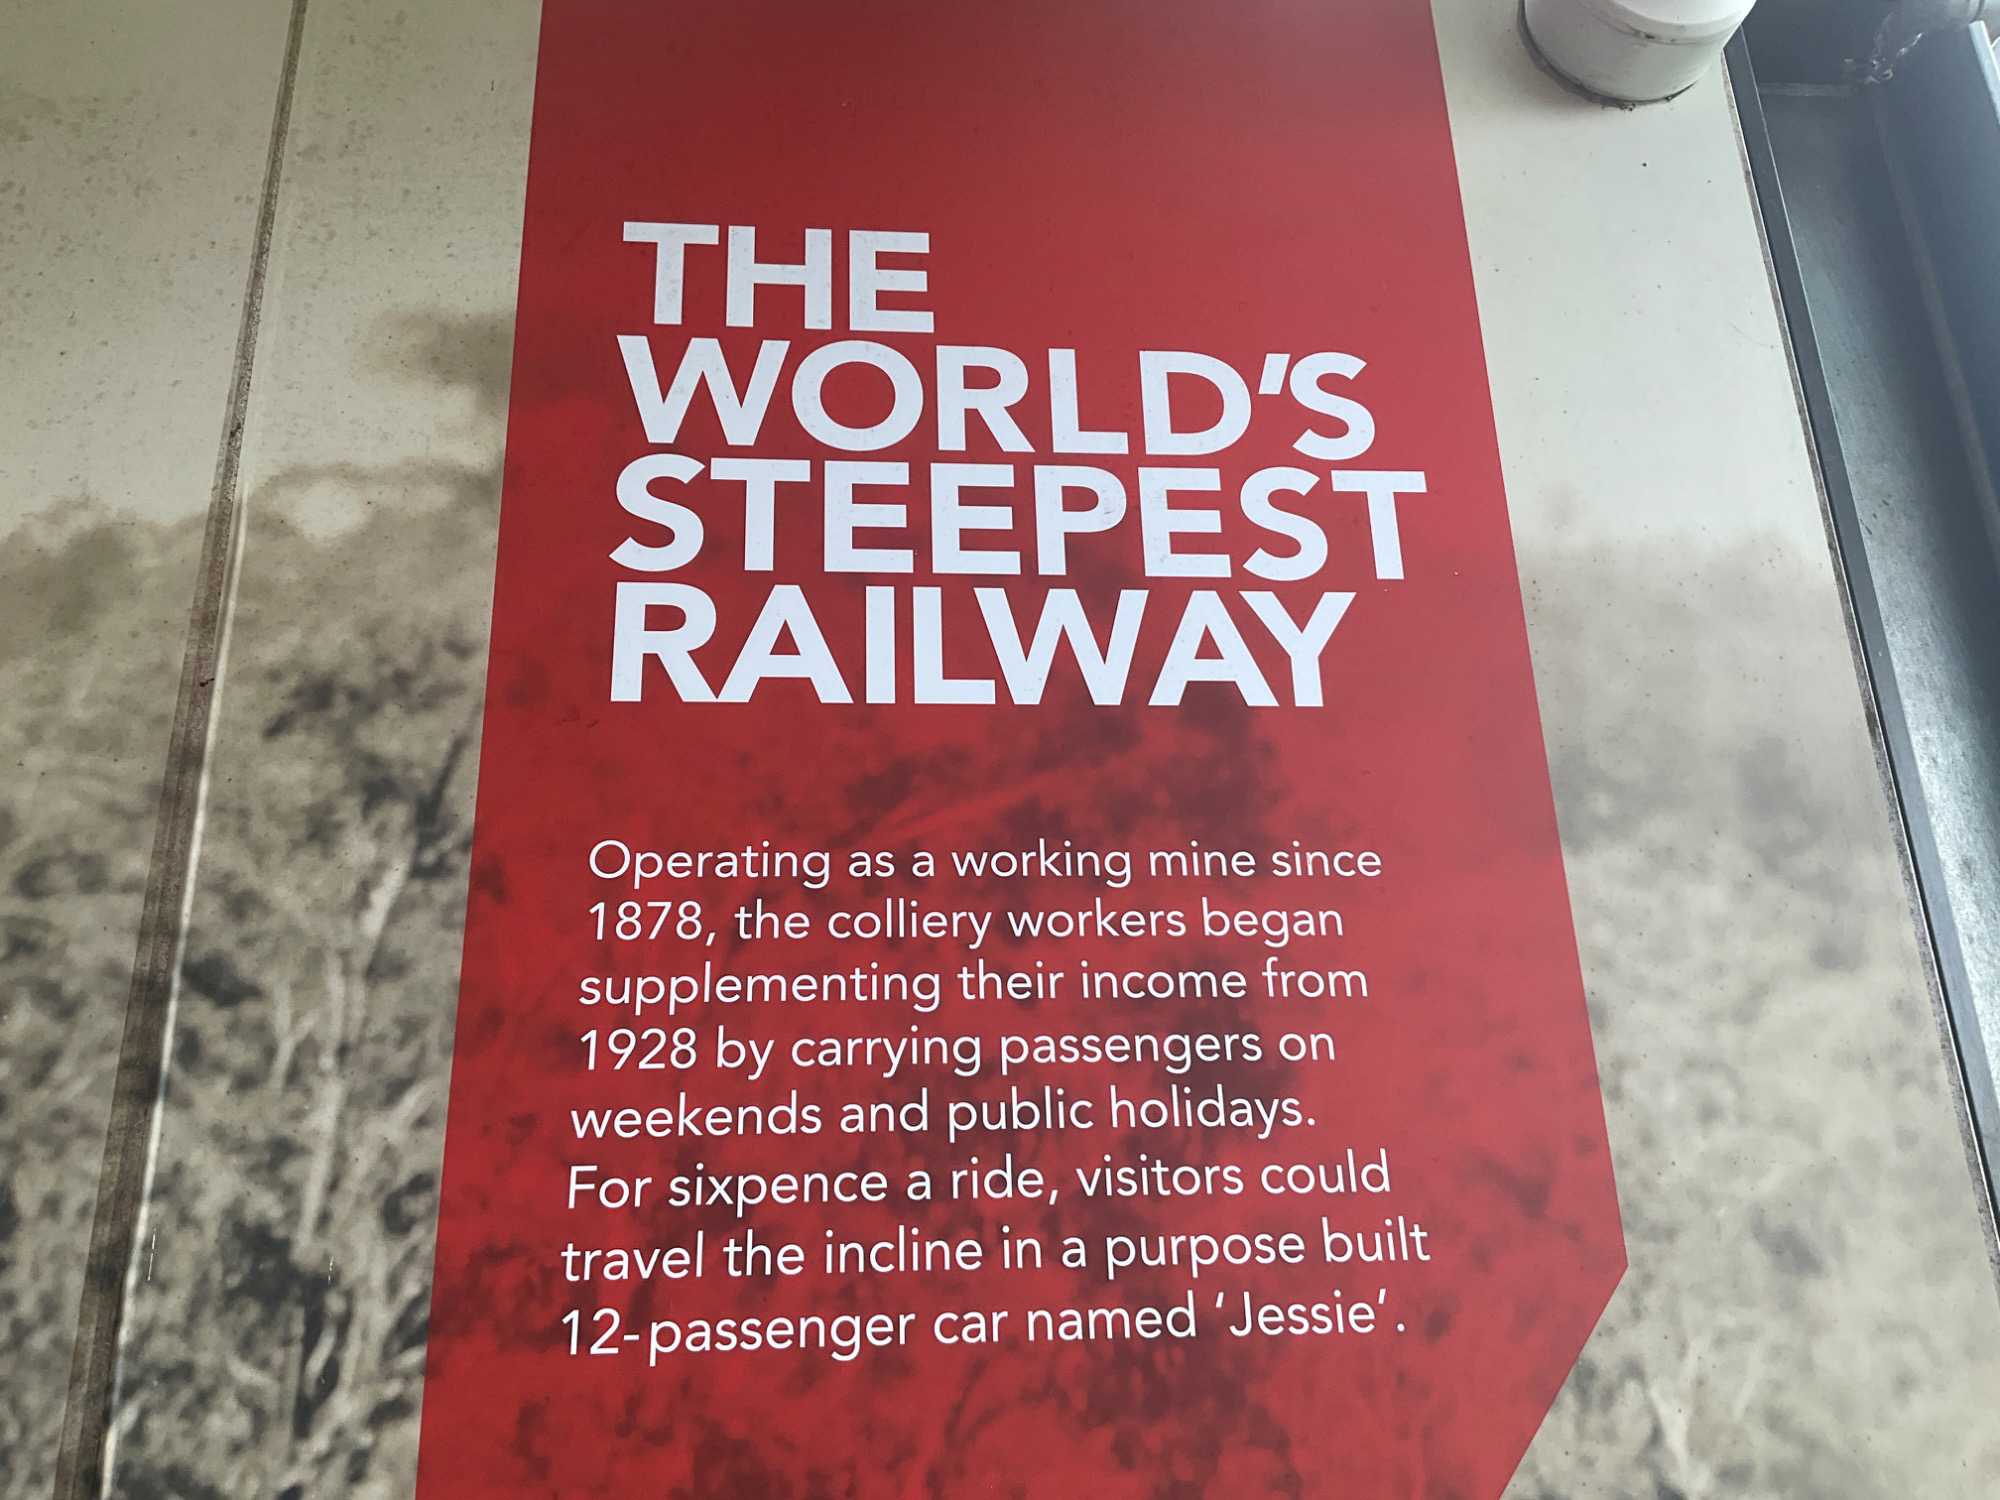 THE
WORLD'S
STEEPEST
RAILWAY
Operating as a working mine since
1878, the colliery workers began
supplementing their income from
1928 by carrying passengers on
weekends and public holidays.
For sixpence a ride, visitors could
travel the incline in a purpose built
12-passenger car named ‘Jessie’.